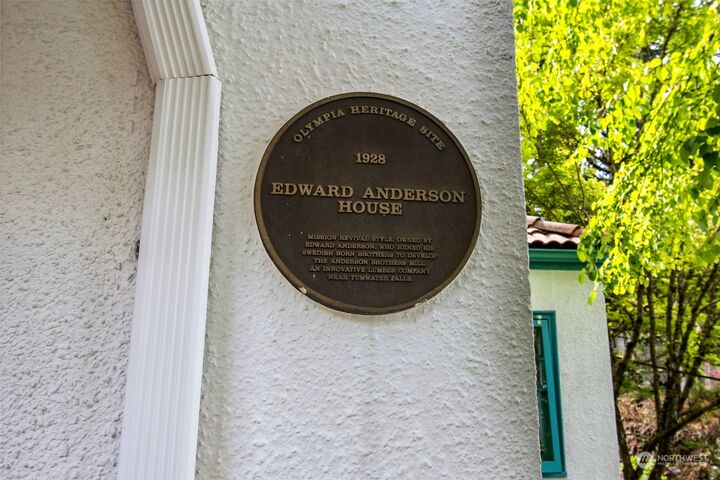 OLYMPIA HERITAGE SITE
1928
EDWARD ANDERSON
HOUSE
MISSION REVIVAL STYLE, OWNED BY
EDWARD ANDERSON, WHO JOINED HIS
SWEDISH BORN BROTHERS TO DEVELOP
THE ANDERSON BROTHERS MILL,
AN INNOVATIVE LUMBER COMPANY
NEAR TUMWATER FALLS.
NORTHWEST